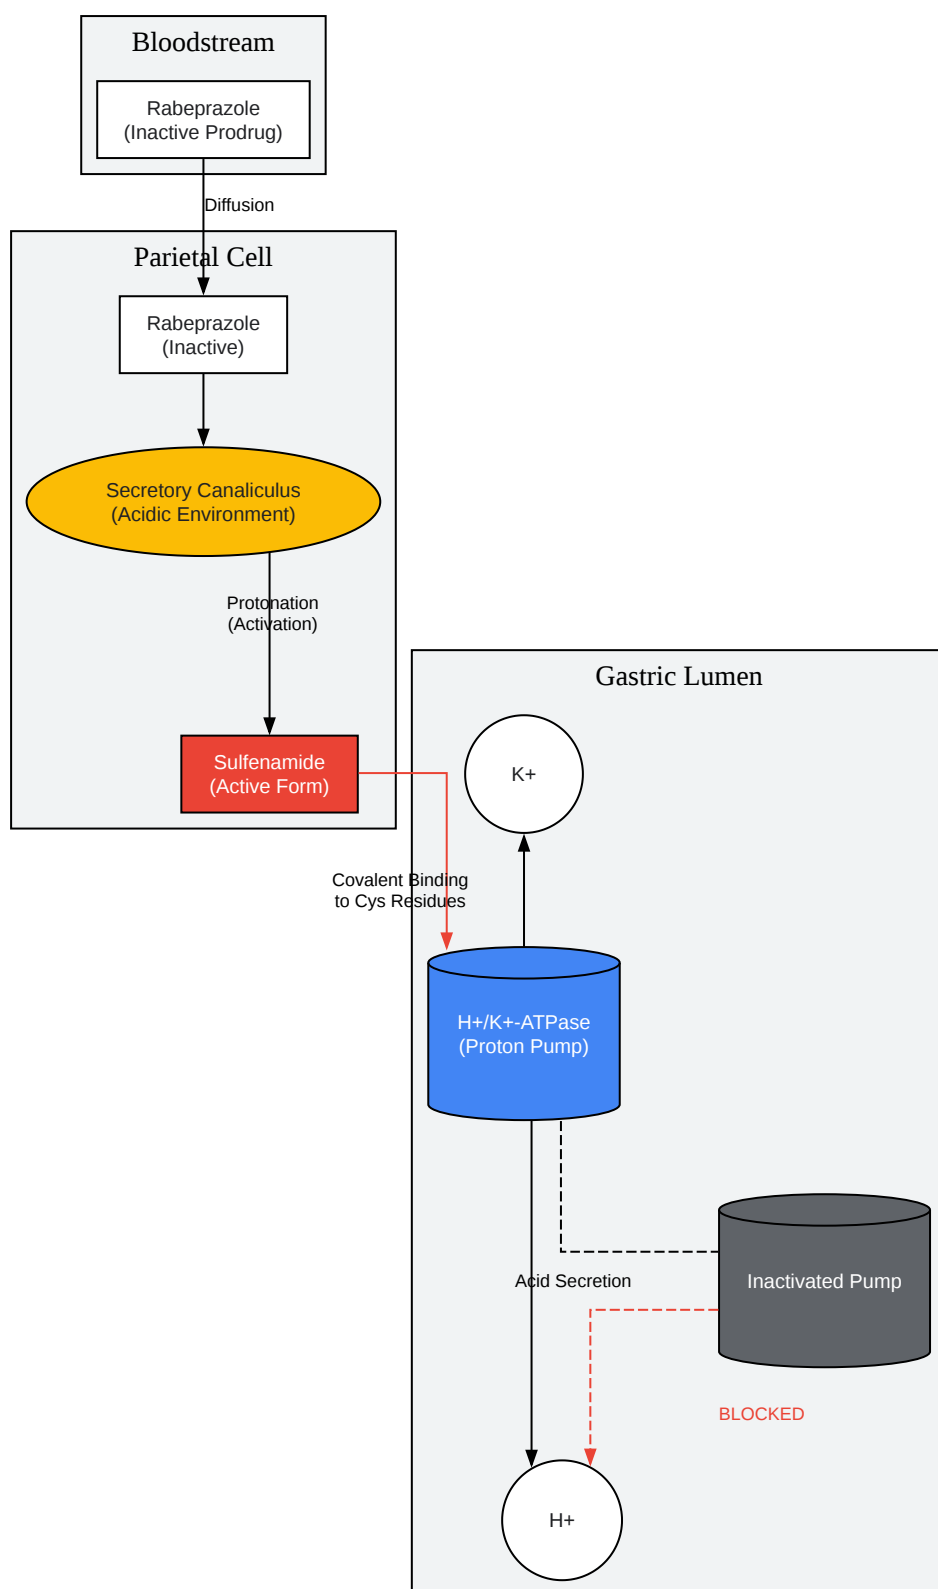 Bloodstream
Rabeprazole
(Inactive Prodrug)
Diffusion
Parietal Cell
Rabeprazole
(Inactive)
Secretory Canaliculus
(Acidic Environment)
Protonation
(Activation)
Sulfenamide
(Active Form)
Gastric Lumen
K+
Covalent Binding
to Cys Residues
H+/K+-ATPase
(Proton Pump)
Acid Secretion
Inactivated Pump
BLOCKED
H+